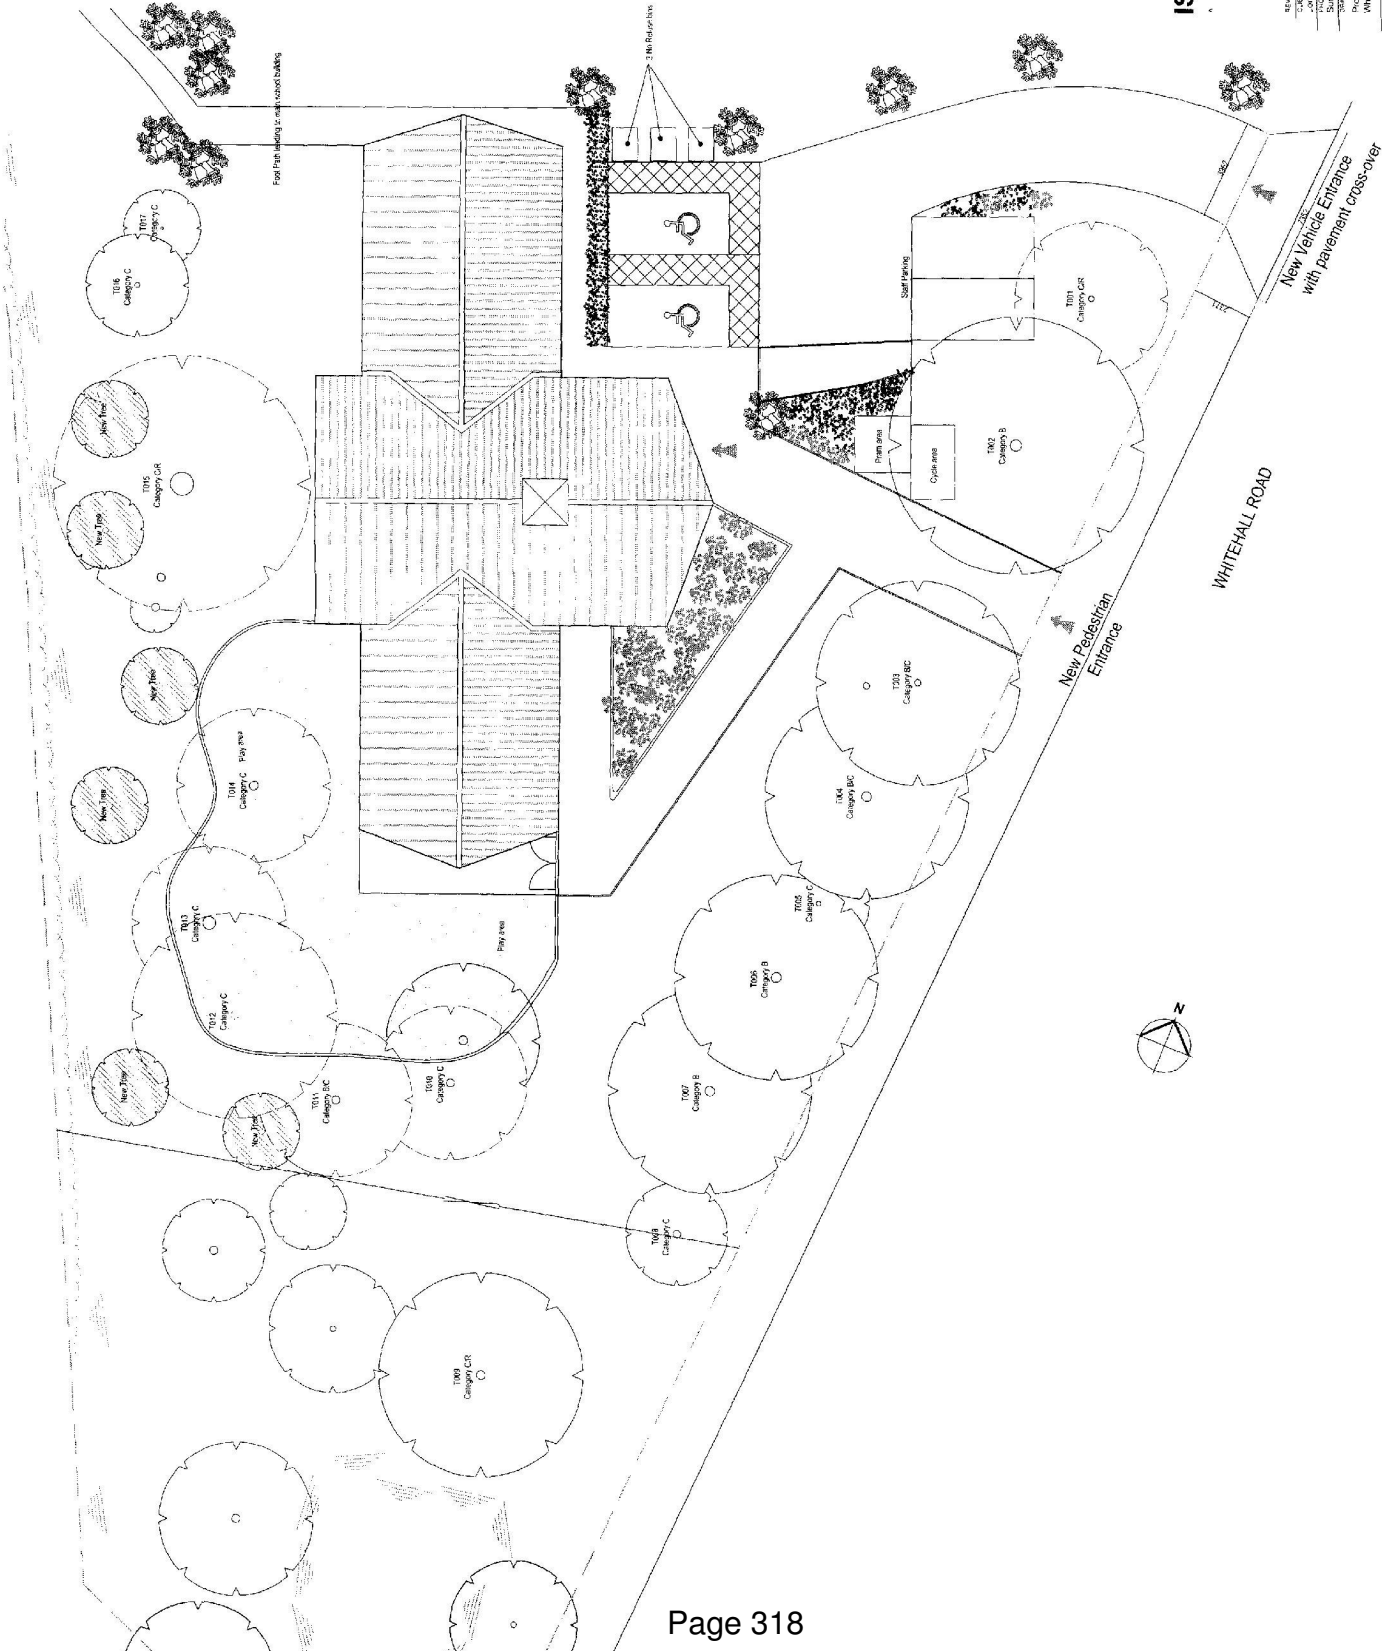 Foot Path leading to main school building
3 No Refuse bins
T017
Category C
T016
Category C
New Tree
T015
Category C/R
New Tree
New Tree
New Tree
T014
Category C
Play area
T013
Category C
T012
Category C
New Tree
New Tree
T011
Category B/C
T010
Category C
Play area
Staff Parking
T001
Category C/R
T002
Category B
Pram area
Cycle area
T003
Category B/C
T004
Category B/C
T005
Category C
T006
Category B
T007
Category B
T008
Category C
T009
Category C/R
New Vehicle Entrance
with pavement cross-over
New Pedestrian
Entrance
WHITEHALL ROAD
N
Page 318